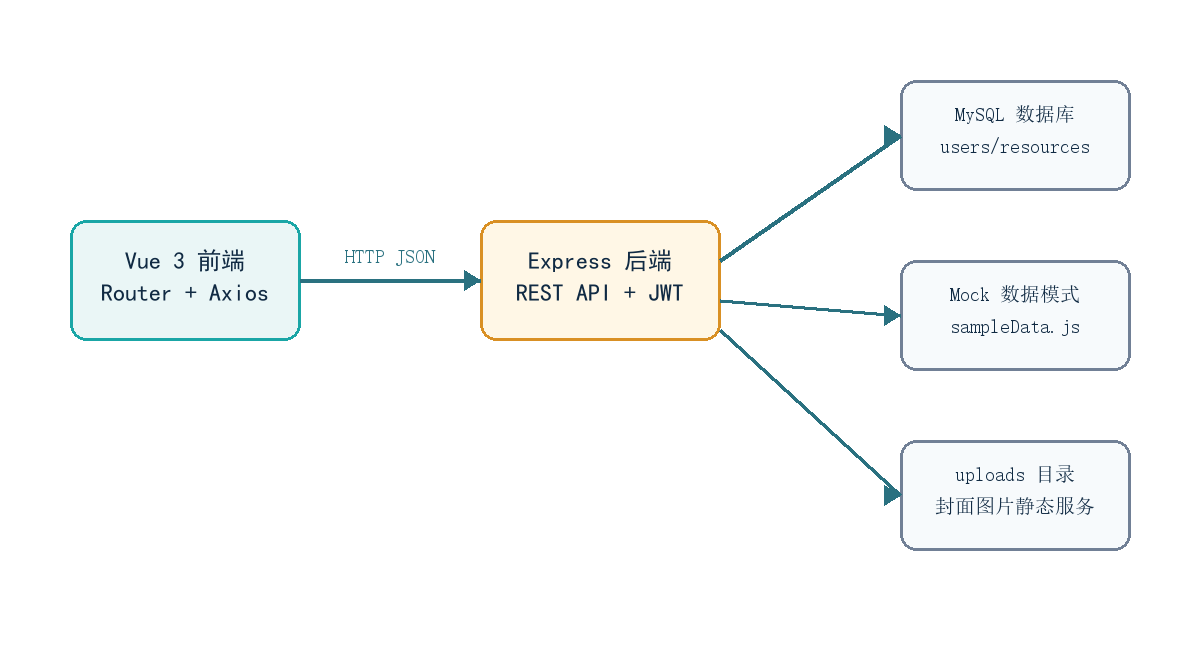 Vue 3 前端
Router + Axios
HTTP JSON
Express 后端
REST API + JWT
MySQL 数据库
users/resources
Mock 数据模式
sampleData.js
uploads 目录
封面图片静态服务